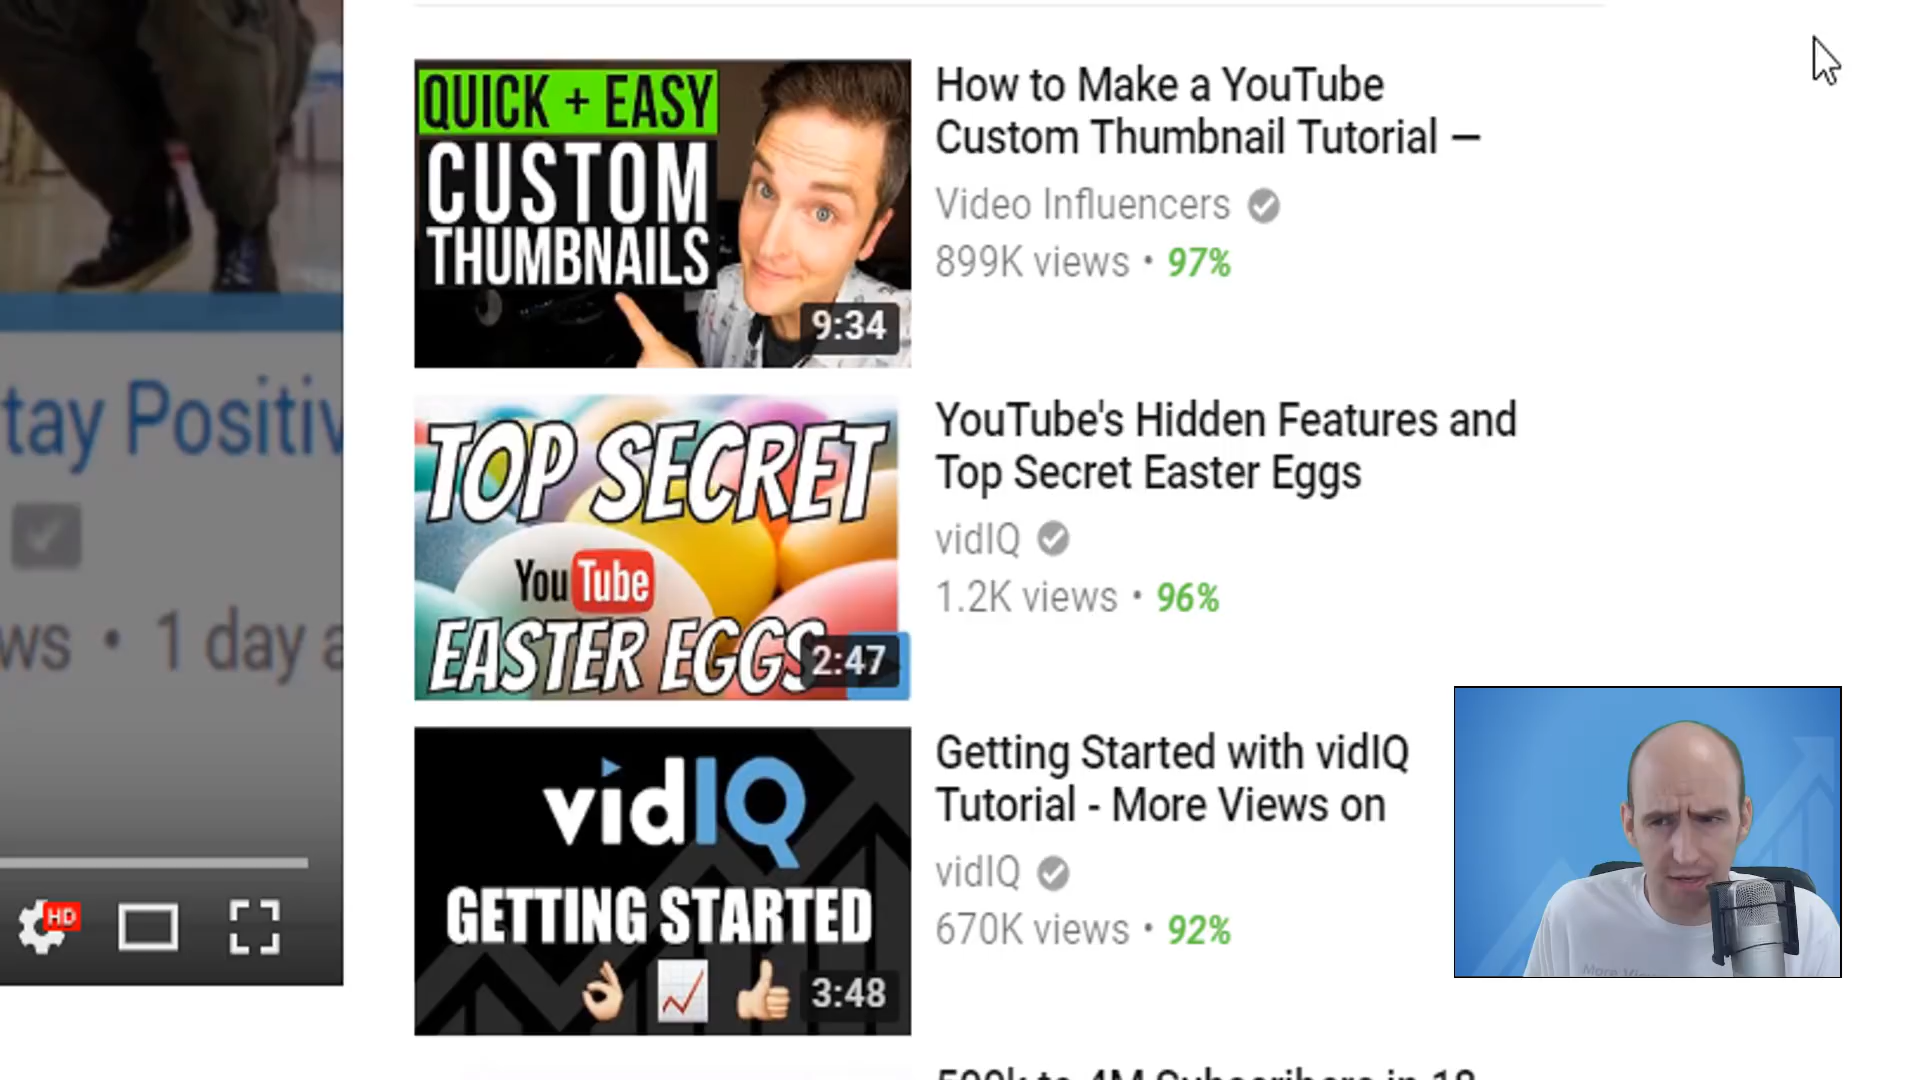 QUICK + EASY
CUSTOM
THUMBNAILS
9:34
How to Make a YouTube
Custom Thumbnail Tutorial —
Video Influencers
899K views • 97%
TOP SECRET
YouTube
EASTER EGGS
2:47
YouTube's Hidden Features and
Top Secret Easter Eggs
vidIQ
1.2K views • 96%
vidIQ
GETTING STARTED
3:48
Getting Started with vidIQ
Tutorial - More Views on
vidIQ
670K views • 92%
tay Positiv
ws • 1 day a
HD
More